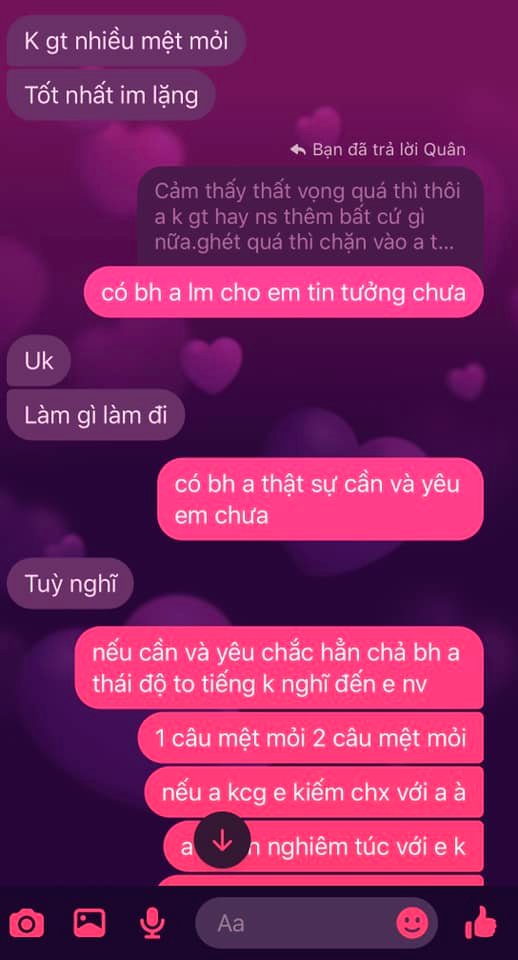 K gt nhiều mệt mỏi
Tốt nhất im lặng
Bạn đã trả lời Quân
Cảm thấy thất vọng quá thì thôi
a k gt hay ns thêm bất cứ gì
nữa.ghét quá thì chặn vào a t...
có bh a lm cho em tin tưởng chưa
Uk
Làm gì làm đi
có bh a thật sự cần và yêu
em chưa
Tuỳ nghĩ
nếu cần và yêu chắc hẳn chả bh a
thái độ to tiếng k nghĩ đến e nv
1 câu mệt mỏi 2 câu mệt mỏi
nếu a kcg e kiếm chx với a à
a nghiêm túc với e k
Aa